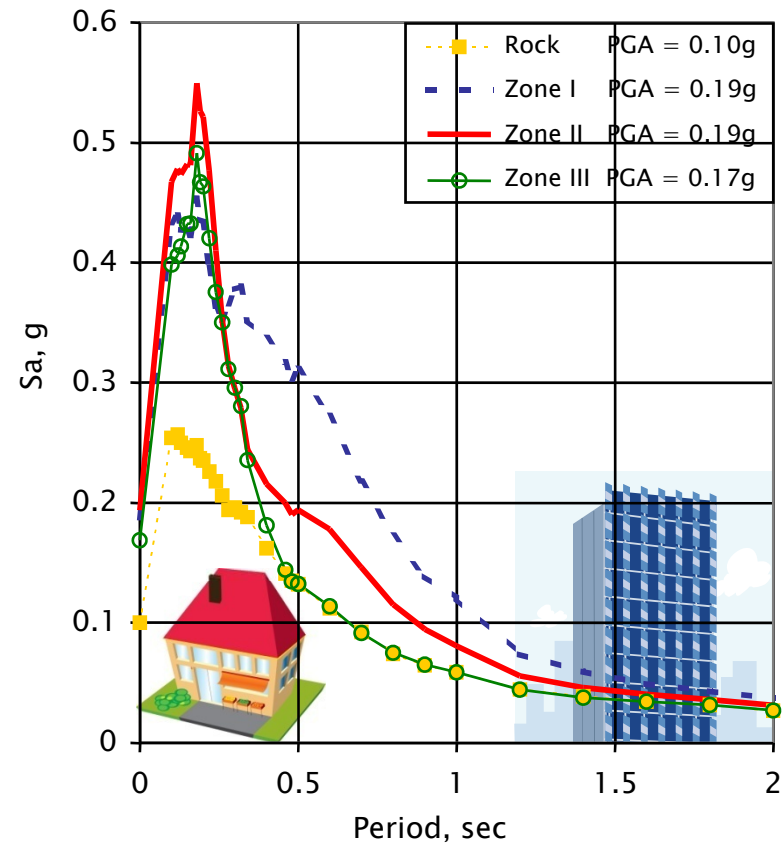 0.6
0.5
0.4
0.3
0.2
0.1
0
Sa, g
Rock PGA = 0.10g
Zone I PGA = 0.19g
Zone II PGA = 0.19g
Zone III PGA = 0.17g
0 0.5 1 1.5 2
Period, sec